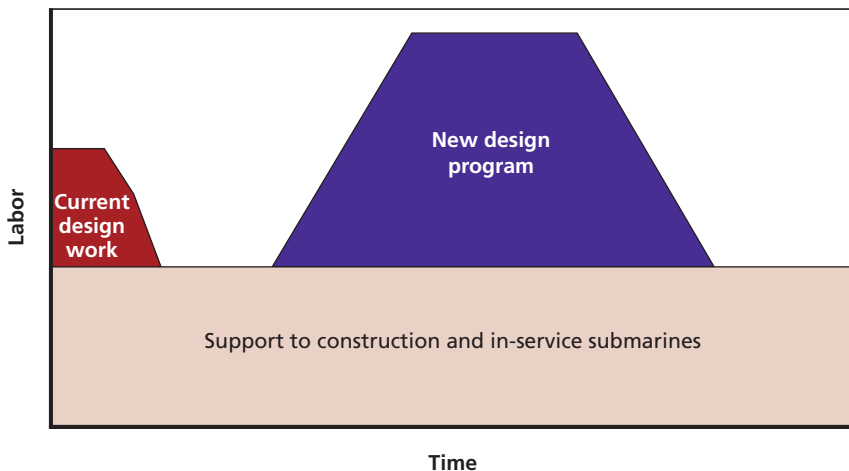 New design
program
Current
design
work
Labor
Support to construction and in-service submarines
Time